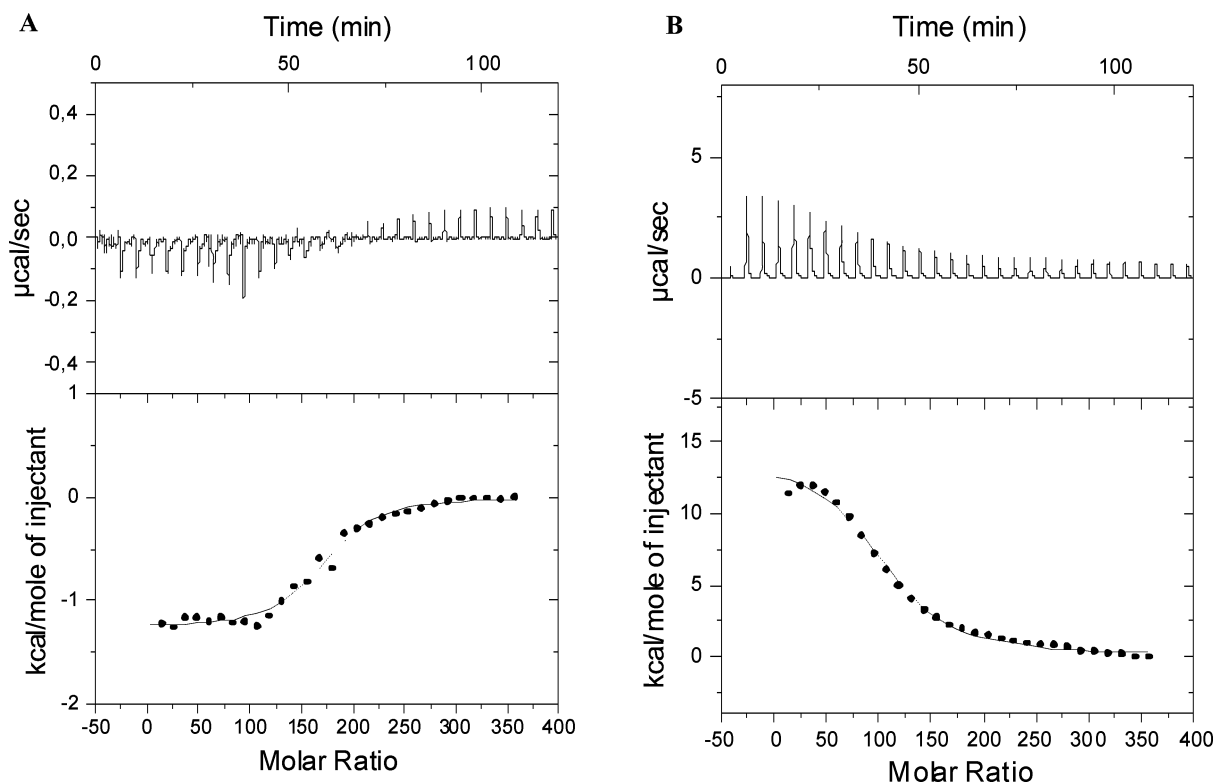 A
Time (min)
0 50 100
0,4
0,2
0,0
-0,2
-0,4
µcal/sec
1
0
-1
-2
kcal/mole of injectant
-50 0 50 100 150 200 250 300 350 400
Molar Ratio
B
Time (min)
0 50 100
5
0
-5
µcal/sec
15
10
5
0
kcal/mole of injectant
-50 0 50 100 150 200 250 300 350 400
Molar Ratio